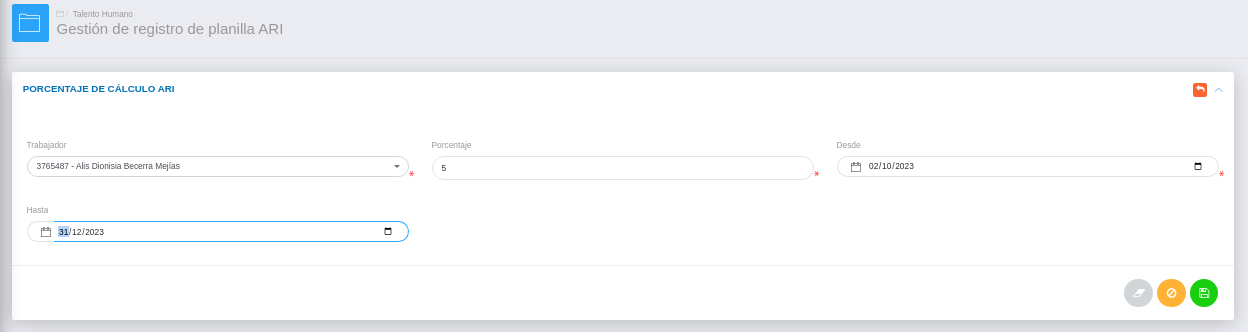 / Talento Humano
Gestión de registro de planilla ARI
PORCENTAJE DE CÁLCULO ARI
Trabajador
3765487 - Alis Dionisia Becerra Mejías
*
Porcentaje
5
*
Desde
02/10/2023
*
Hasta
31/12/2023